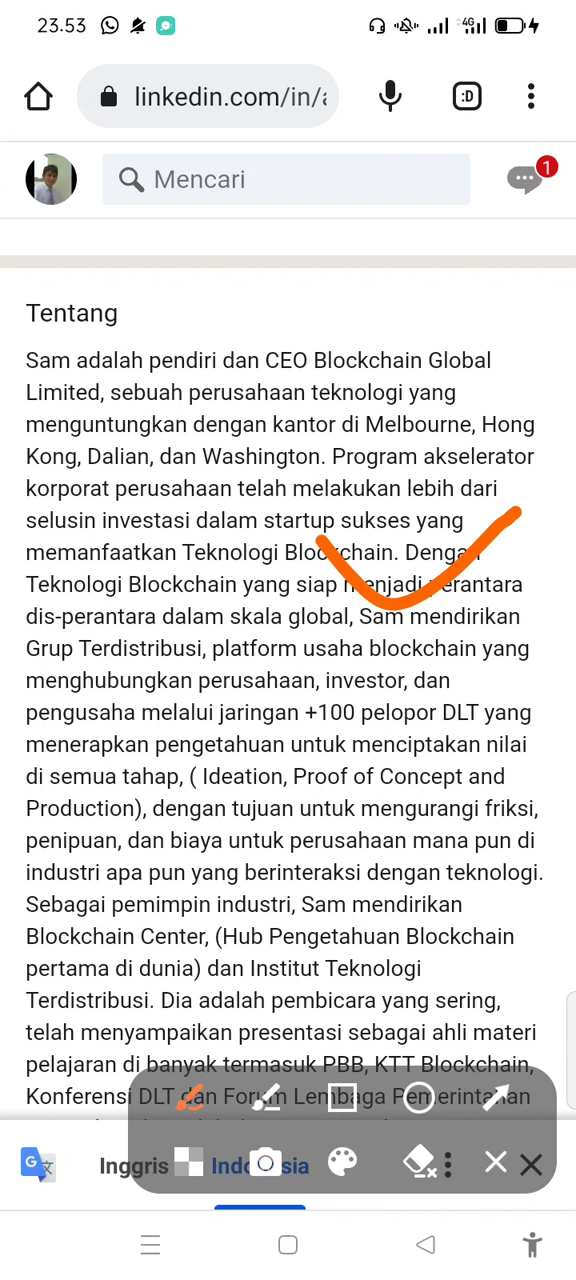 23.53
4G
linkedin.com/in/a
:D
Mencari
1
Tentang
Sam adalah pendiri dan CEO Blockchain Global
Limited, sebuah perusahaan teknologi yang
menguntungkan dengan kantor di Melbourne, Hong
Kong, Dalian, dan Washington. Program akselerator
korporat perusahaan telah melakukan lebih dari
selusin investasi dalam startup sukses yang
memanfaatkan Teknologi Blockchain. Dengan
Teknologi Blockchain yang siap menjadi perantara
dis-perantara dalam skala global, Sam mendirikan
Grup Terdistribusi, platform usaha blockchain yang
menghubungkan perusahaan, investor, dan
pengusaha melalui jaringan +100 pelopor DLT yang
menerapkan pengetahuan untuk menciptakan nilai
di semua tahap, ( Ideation, Proof of Concept and
Production), dengan tujuan untuk mengurangi friksi,
penipuan, dan biaya untuk perusahaan mana pun di
industri apa pun yang berinteraksi dengan teknologi.
Sebagai pemimpin industri, Sam mendirikan
Blockchain Center, (Hub Pengetahuan Blockchain
pertama di dunia) dan Institut Teknologi
Terdistribusi. Dia adalah pembicara yang sering,
telah menyampaikan presentasi sebagai ahli materi
pelajaran di banyak termasuk PBB, KTT Blockchain,
Konferensi DLT dan Forum Lembaga Pemerintahan
Inggris Indonesia